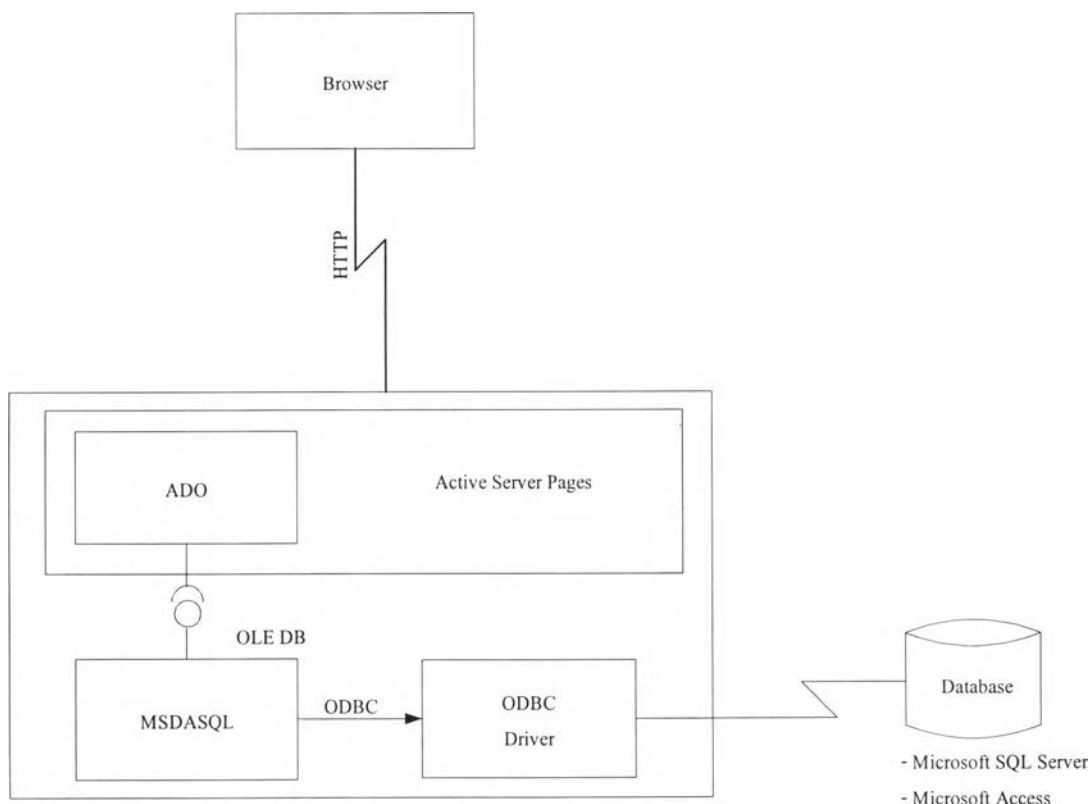 Browser
HTTP
ADO
Active Server Pages
OLE DB
MSDASQL
ODBC
ODBC
Driver
Database
- Microsoft SQL Server
- Microsoft Access